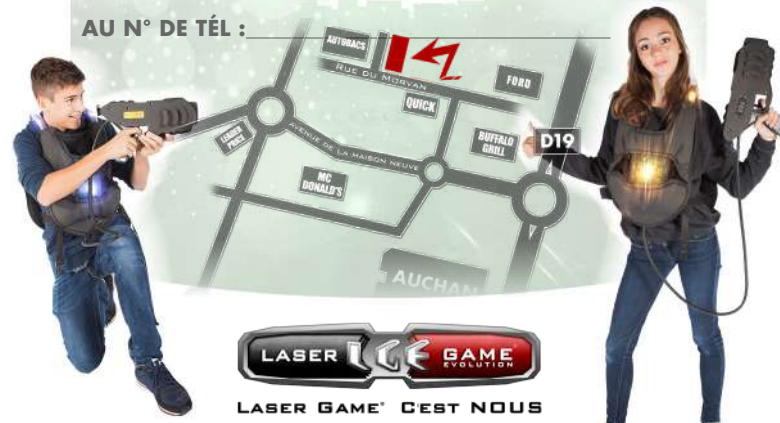 AU N° DE TÉL :
AUTOBACS
RUE DU MORVAN
FORD
QUICK
LEADER PRICE
AVENUE DE LA MAISON NEUVE
BUFFALO GRILL
D19
MC DONALD'S
AUCHAN
LASER LGE GAME®
EVOLUTION
LASER GAME® C'EST NOUS